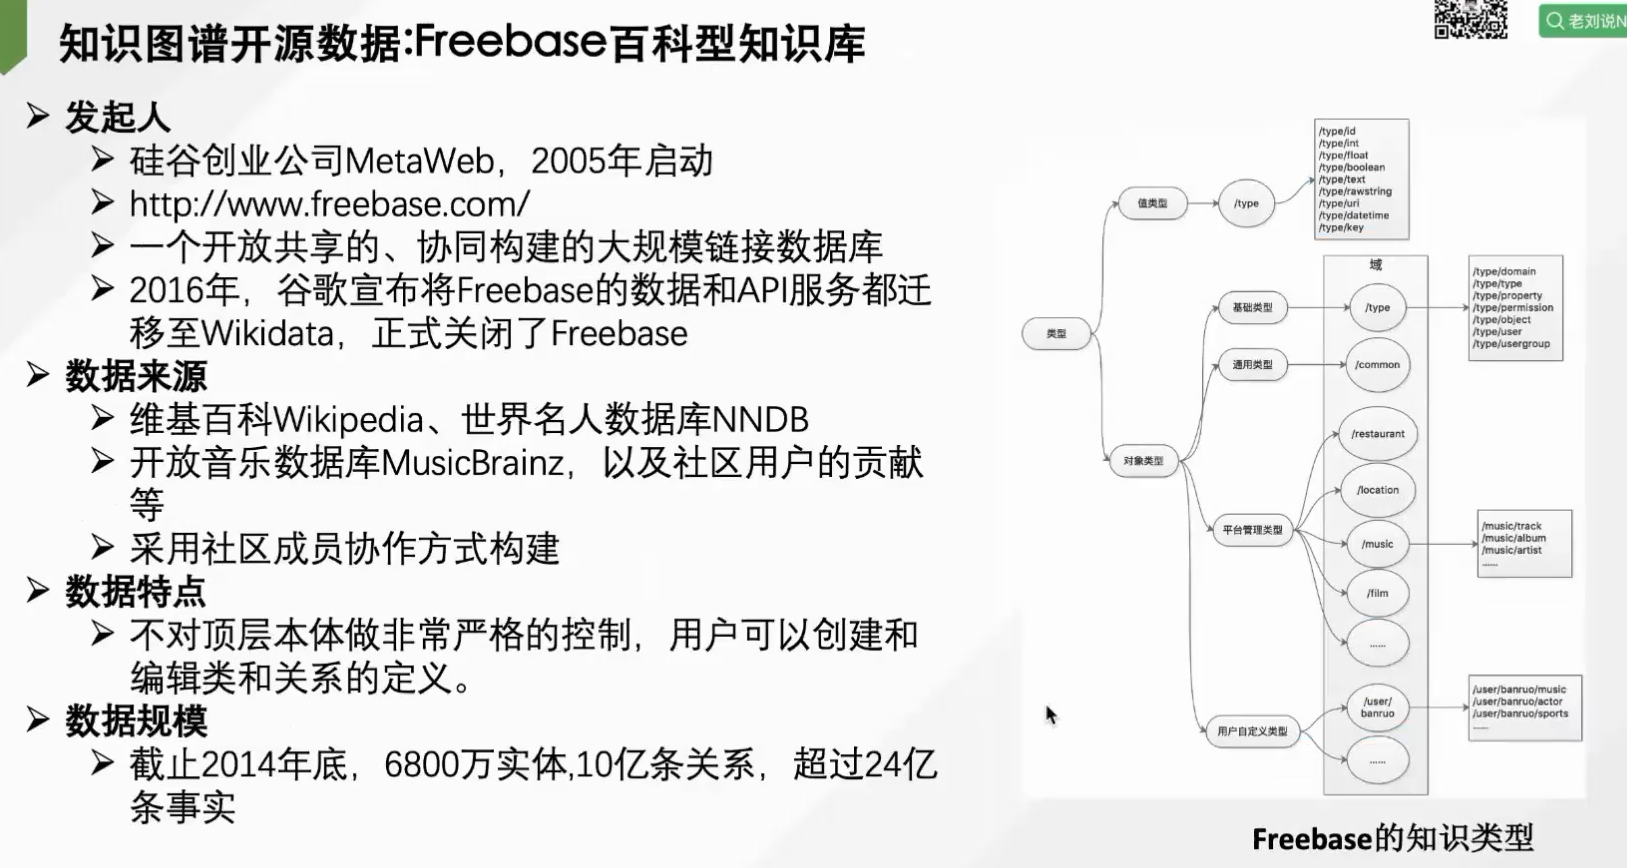 知识图谱开源数据:Freebase百科型知识库
老刘说N
发起人
硅谷创业公司MetaWeb，2005年启动
http://www.freebase.com/
一个开放共享的、协同构建的大规模链接数据库
2016年，谷歌宣布将Freebase的数据和API服务都迁
移至Wikidata，正式关闭了Freebase
数据来源
维基百科Wikipedia、世界名人数据库NNDB
开放音乐数据库MusicBrainz，以及社区用户的贡献
等
采用社区成员协作方式构建
数据特点
不对顶层本体做非常严格的控制，用户可以创建和
编辑类和关系的定义。
数据规模
截止2014年底，6800万实体,10亿条关系，超过24亿
条事实
类型
值类型
/type
/type/id
/type/int
/type/float
/type/boolean
/type/text
/type/rawstring
/type/uri
/type/datetime
/type/key
对象类型
域
基础类型
/type
/type/domain
/type/type
/type/property
/type/permission
/type/object
/type/user
/type/usergroup
通用类型
/common
平台管理类型
/restaurant
/location
/music
/music/track
/music/album
/music/artist
......
/film
......
用户自定义类型
/user/
banruo
/user/banruo/music
/user/banruo/actor
/user/banruo/sports
......
......
Freebase的知识类型